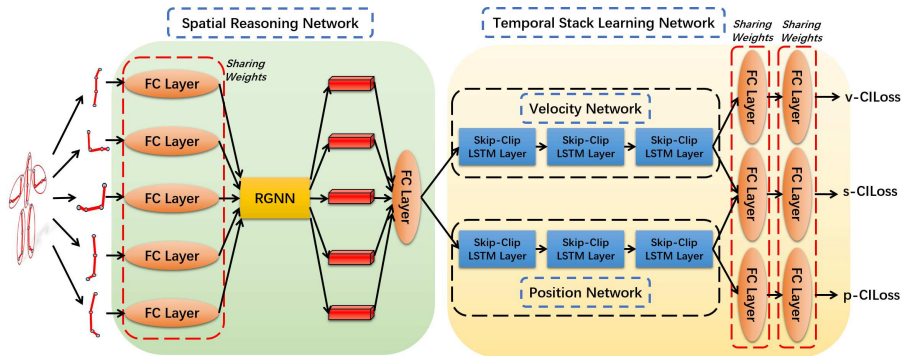 Spatial Reasoning Network
Temporal Stack Learning Network
Sharing
Weights
Sharing
Weights
Sharing
Weights
FC Layer
FC Layer
FC Layer
FC Layer
FC Layer
RGNN
FC Layer
Velocity Network
Skip-Clip
LSTM Layer
Skip-Clip
LSTM Layer
Skip-Clip
LSTM Layer
Skip-Clip
LSTM Layer
Skip-Clip
LSTM Layer
Skip-Clip
LSTM Layer
Position Network
FC Layer
FC Layer
v-CILoss
FC Layer
FC Layer
s-CILoss
FC Layer
FC Layer
p-CILoss